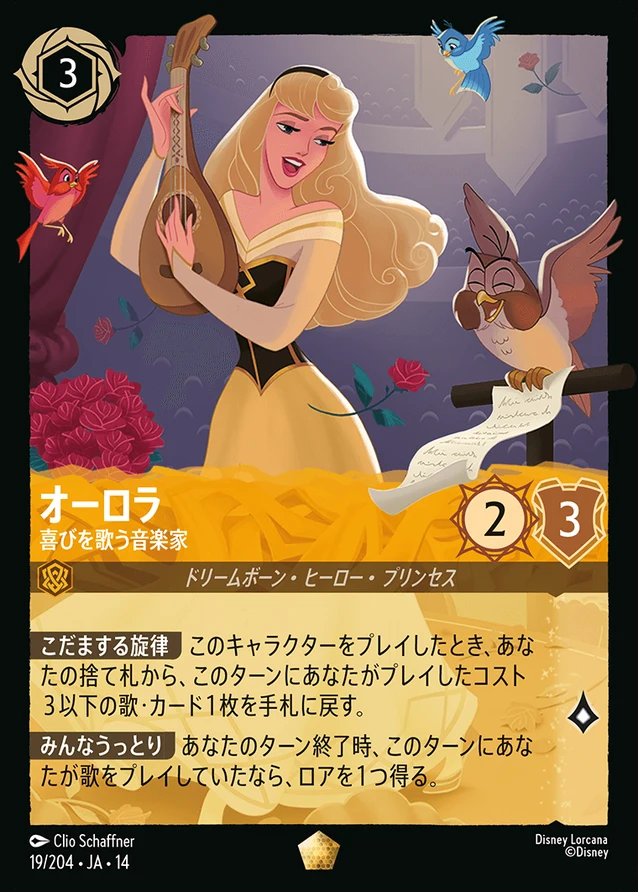 3
オーロラ
喜びを歌う音楽家
2
3
ドリームボーン・ヒーロー・プリンセス
こだまする旋律 このキャラクターをプレイしたとき、あな
たの捨て札から、このターンにあなたがプレイしたコスト
3以下の歌・カード1枚を手札に戻す。
みんなうっとり あなたのターン終了時、このターンにあな
たが歌をプレイしていたなら、ロアを1つ得る。
Clio Schaffner
19/204・JA・14
Disney Lorcana
©Disney